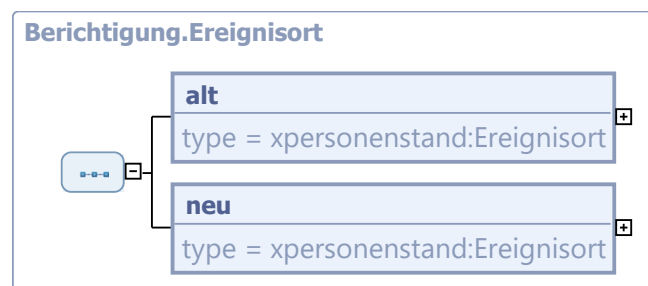 Berichtigung.Ereignisort
alt
type = xpersonenstand:Ereignisort
neu
type = xpersonenstand:Ereignisort